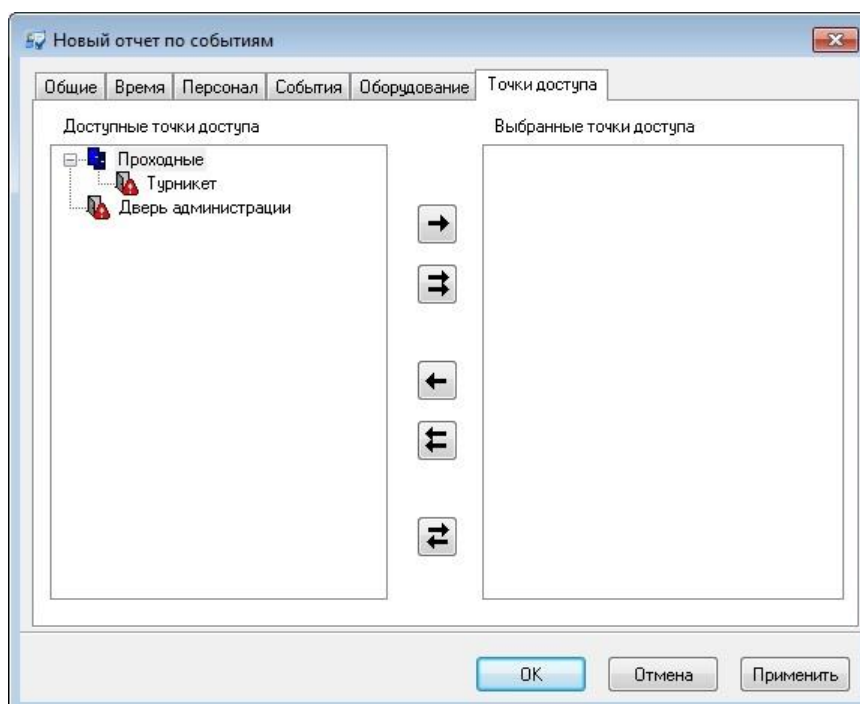 Новый отчет по событиям
Общие Время Персонал События Оборудование Точки доступа
Доступные точки доступа Выбранные точки доступа
Проходные
Турникет
Дверь администрации
OK Отмена Применить